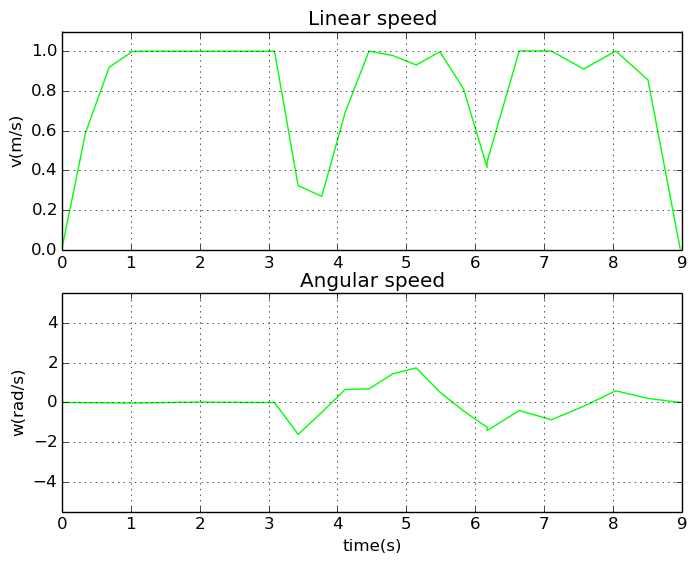 Linear speed
1.0
0.8
0.6
0.4
0.2
0.0
v(m/s)
0 1 2 3 4 5 6 7 8 9
Angular speed
4
2
0
−2
−4
w(rad/s)
0 1 2 3 4 5 6 7 8 9
time(s)